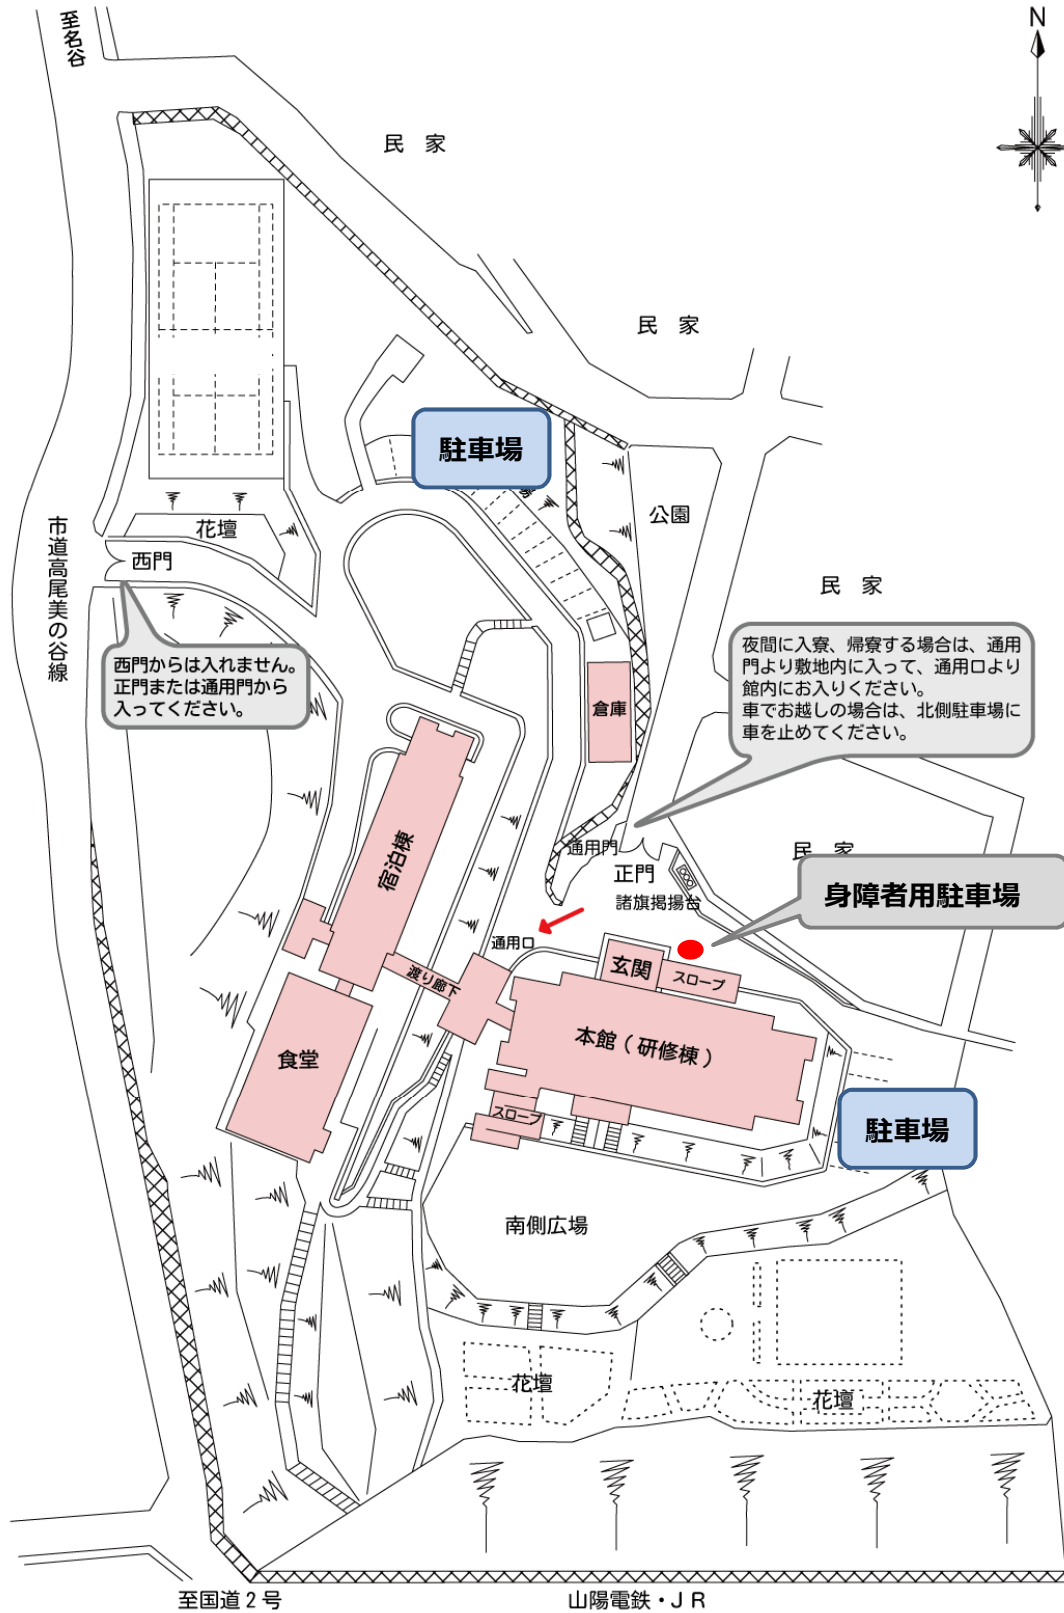 N
至名谷
民 家
民 家
駐車場
場
公園
花壇
西門
市道高尾美の谷線
民 家
西門からは入れません。
正門または通用門から
入ってください。
夜間に入寮、帰寮する場合は、通用
門より敷地内に入って、通用口より
館内にお入りください。
車でお越しの場合は、北側駐車場に
車を止めてください。
倉庫
通用門
正門
民 家
宿泊棟
諸旗掲揚台
身障者用駐車場
通用口
玄関
スロープ
渡り廊下
本館（研修棟）
食堂
スロープ
駐車場
南側広場
花壇
花壇
至国道２号
山陽電鉄・ＪＲ